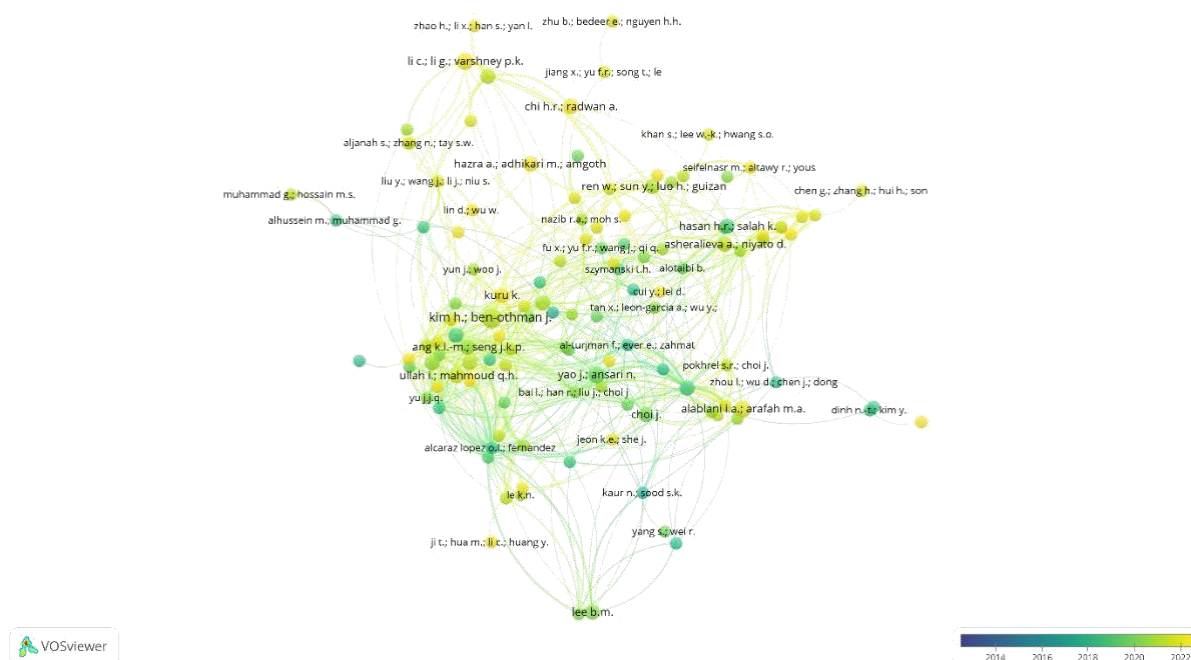 zhao h.; li x.; han s.; yan l.
zhu b.; bedeer e.; nguyen h.h.
li c.; li g.; varshney p.k.
jiang x.; yu f.r.; song t.; le
chi h.r.; radwan a.
khan s.; lee w.-k.; hwang s.o.
aljanah s.; zhang n.; tay s.w.
hazra a.; adhikari m.; amgoth
seifelnasr m.; altawy r.; yous
liu y.; wang j.; li j.; niu s.
ren w.; sun y.; luo h.; guizan
muhammad g.; hossain m.s.
chen g.; zhang h.; hui h.; son
lin d.; wu w.
alhussein m.; muhammad g.
nazib r.a.; moh s.
hasan h.r.; salah k.
fu x.; yu f.r.; wang j.; qi q.
asheralieva a.; niyato d.
yun j.; woo j.
szymanski t.h.
alotaibi b.
kuru k.
cui y.; lei d.
tan x.; leon-garcia a.; wu y.;
kim h.; ben-othman j.
ang k.l.-m.; seng j.k.p.
al-turjman f.; ever e.; zahmat
pokhrel s.r.; choi j.
ullah i.; mahmoud q.h.
yao j.; ansari n.
zhou l.; wu d.; chen j.; dong
yu j.j.q.
bai l.; han r.; liu j.; choi j
choi j.
alablani i.a.; arafah m.a.
dinh n.-t.; kim y.
jeon k.e.; she j.
alcaraz lopez o.l.; fernandez
le k.n.
kaur n.; sood s.k.
yang s.; wei r.
ji t.; hua m.; li c.; huang y.
lee b.m.
VOSviewer
2014 2016 2018 2020 2022